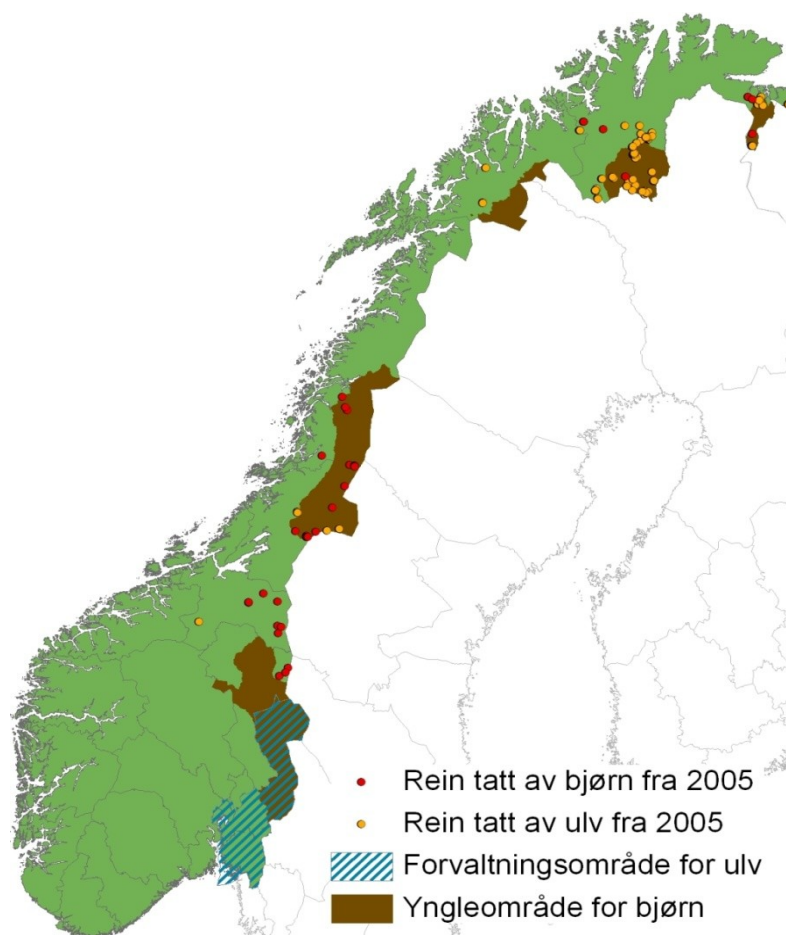 Rein tatt av bjørn fra 2005
Rein tatt av ulv fra 2005
Forvaltningsområde for ulv
Yngleområde for bjørn